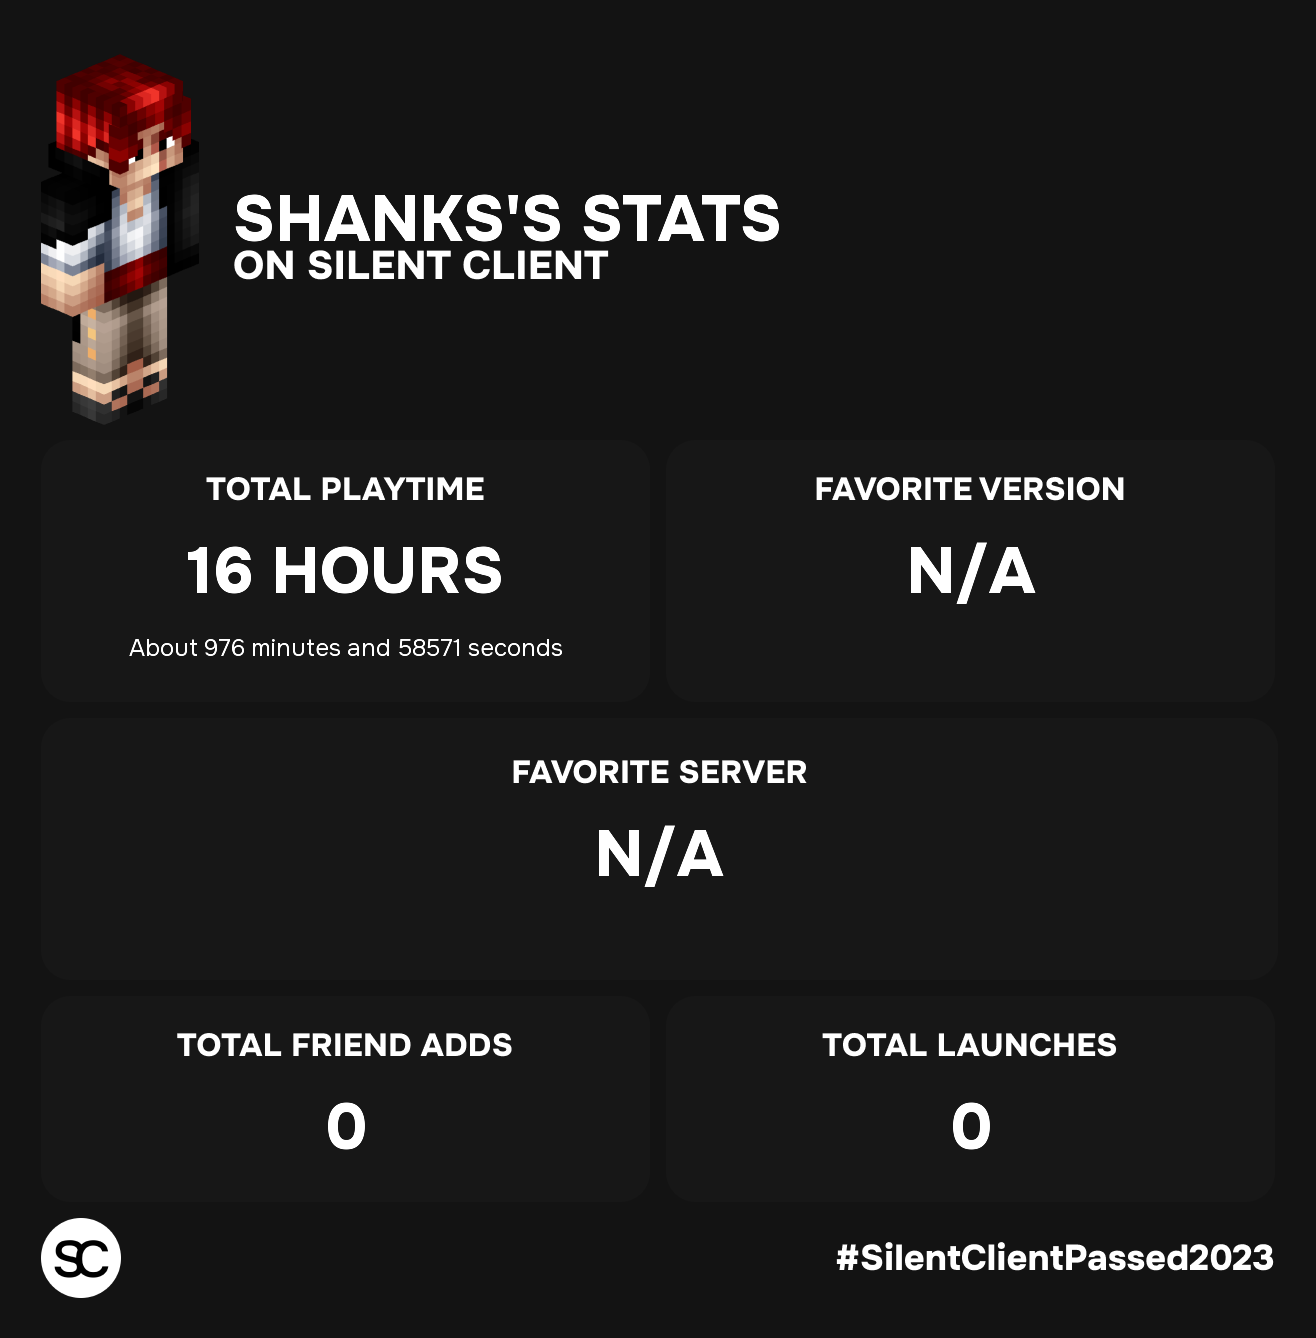 SHANKS'S STATS
ON SILENT CLIENT
TOTAL PLAYTIME
16 HOURS
About 976 minutes and 58571 seconds
FAVORITE VERSION
N/A
FAVORITE SERVER
N/A
TOTAL FRIEND ADDS
0
TOTAL LAUNCHES
0
SC
#SilentClientPassed2023